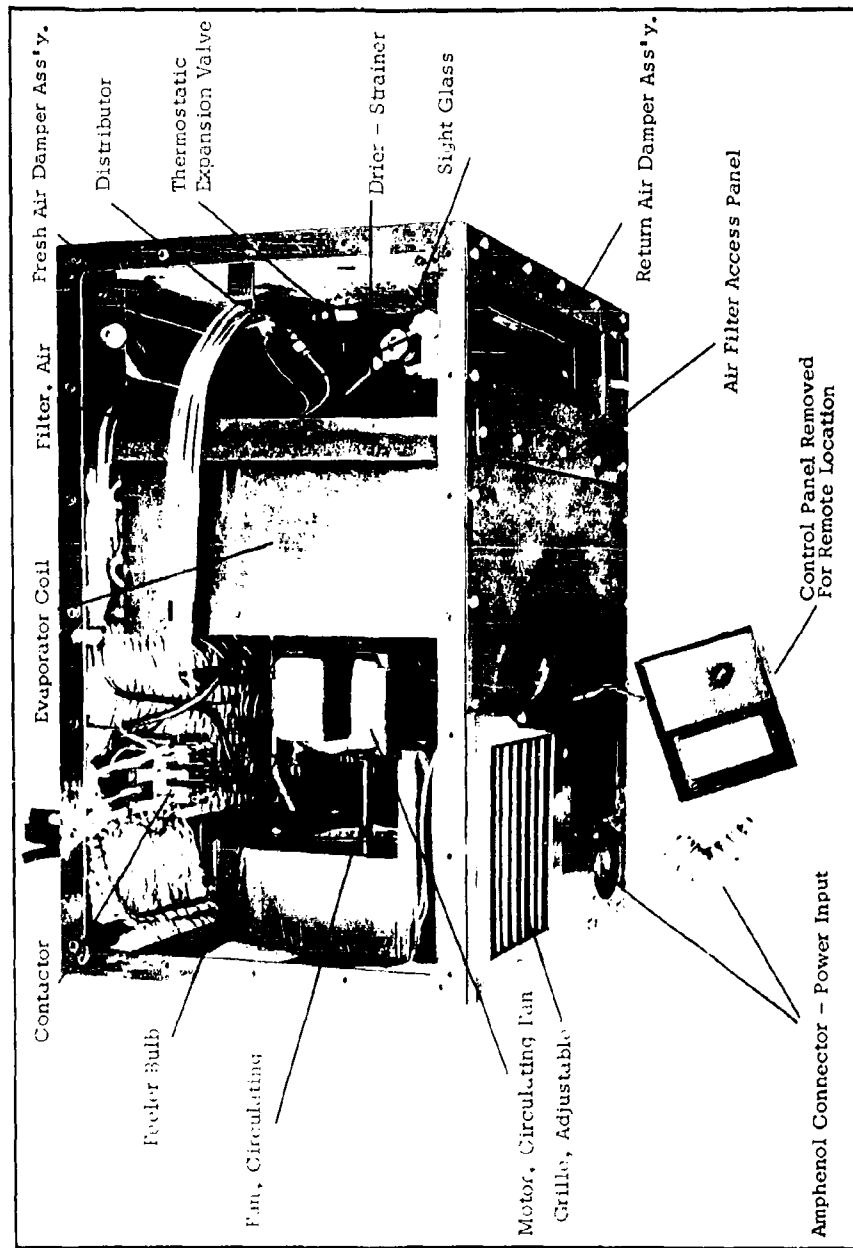 Contactor
Evaporator Coil
Filter, Air
Fresh Air Damper Ass'y.
Distributor
Thermostatic
Expansion Valve
Drier - Strainer
Sight Glass
Feeler Bulb
Fan, Circulating
Motor, Circulating Fan
Grille, Adjustable
Return Air Damper Ass'y.
Air Filter Access Panel
Control Panel Removed
For Remote Location
Amphenol Connector - Power Input